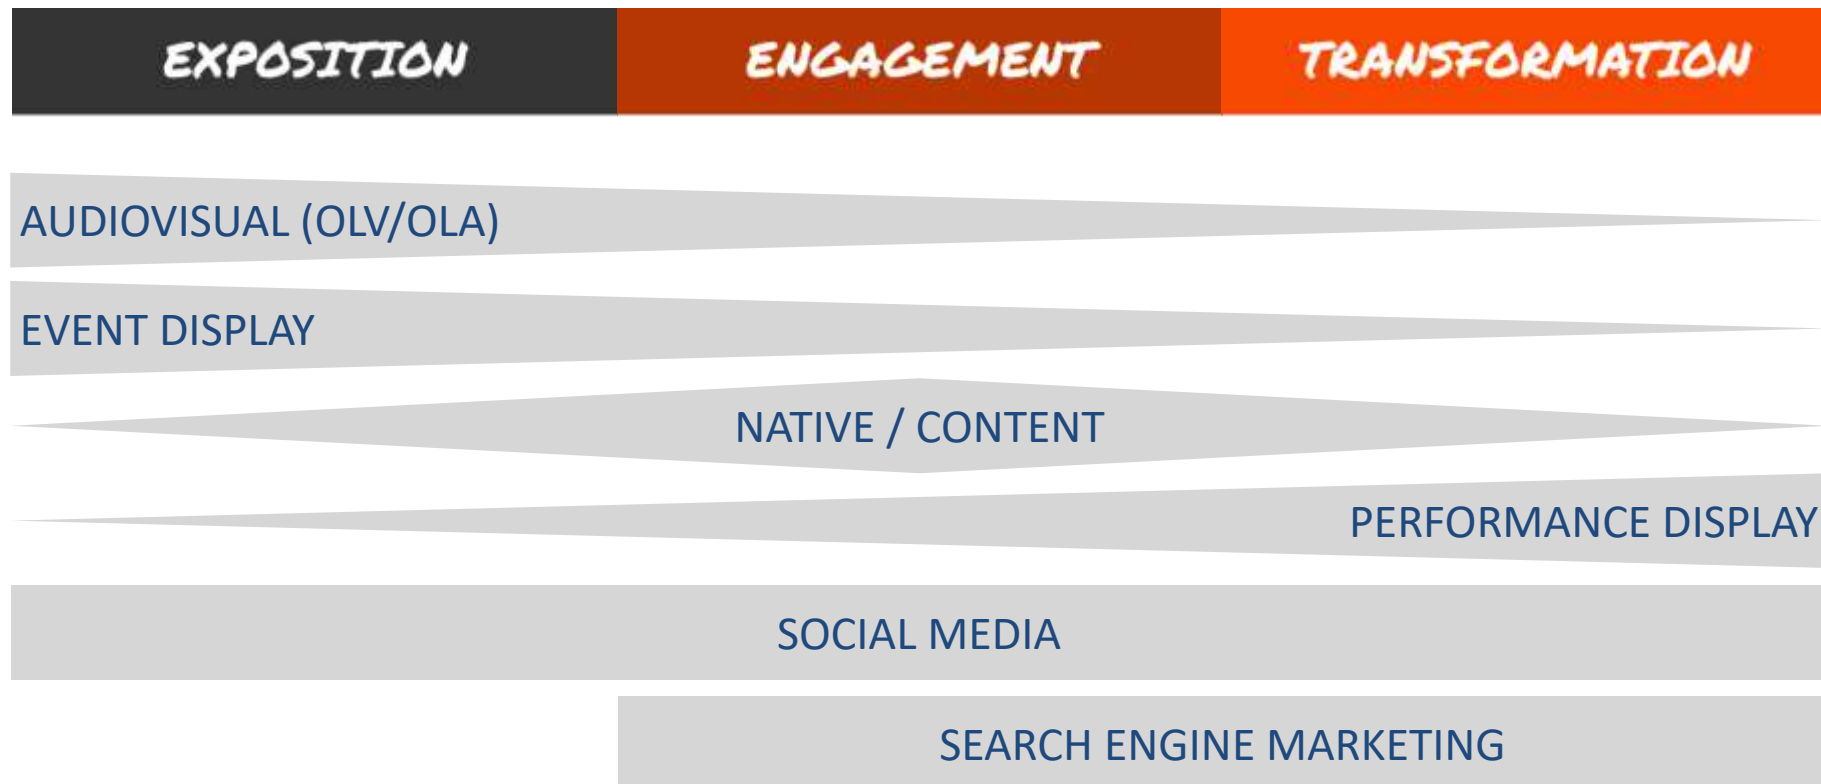 EXPOSITION
ENGAGEMENT
TRANSFORMATION
AUDIOVISUAL (OLV/OLA)
EVENT DISPLAY
NATIVE / CONTENT
PERFORMANCE DISPLAY
SOCIAL MEDIA
SEARCH ENGINE MARKETING